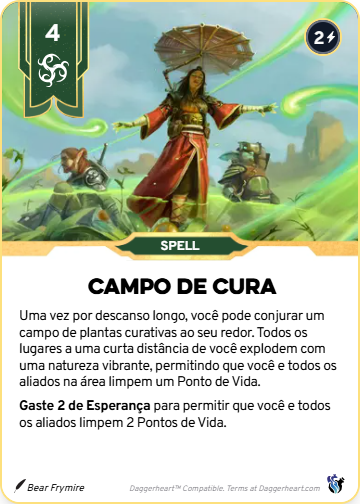 4
2
SPELL
CAMPO DE CURA
Uma vez por descanso longo, você pode conjurar um
campo de plantas curativas ao seu redor. Todos os
lugares a uma curta distância de você explodem com
uma natureza vibrante, permitindo que você e todos os
aliados na área limpem um Ponto de Vida.
Gaste 2 de Esperança para permitir que você e todos
os aliados limpem 2 Pontos de Vida.
Bear Frymire
Daggerheart™ Compatible. Terms at Daggerheart.com